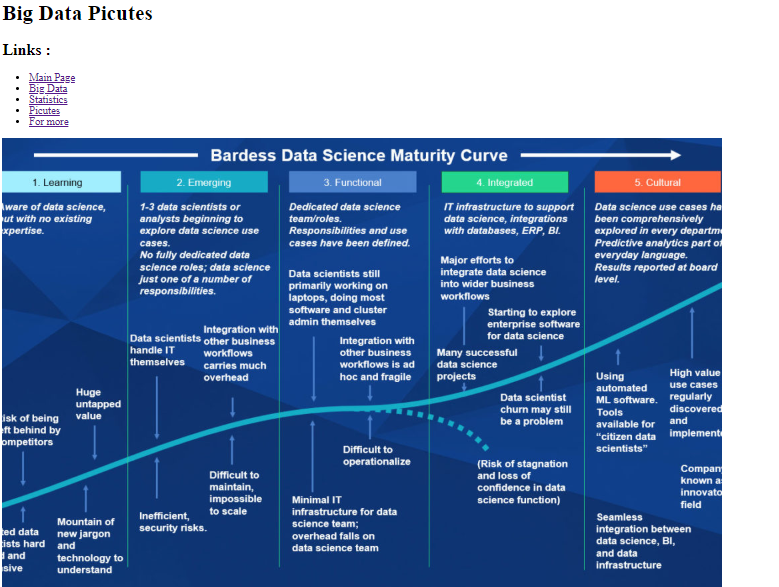 Big Data Picutes
Links :
Main Page
Big Data
Statistics
Picutes
For more
Bardess Data Science Maturity Curve
1. Learning
Aware of data science,
but with no existing
expertise.
Huge
untapped
value
isk of being
eft behind by
ompetitors
ted data
tists hard
d and
sive
Mountain of
new jargon
and
technology to
understand
2. Emerging
1-3 data scientists or
analysts beginning to
explore data science use
cases.
No fully dedicated data
science roles; data science
just one of a number of
responsibilities.
Data scientists
handle IT
themselves
Integration with
other business
workflows
carries much
overhead
Difficult to
maintain,
impossible
to scale
Inefficient,
security risks.
3. Functional
Dedicated data science
team/roles.
Responsibilities and use
cases have been defined.
Data scientists still
primarily working on
laptops, doing most
software and cluster
admin themselves
Integration with
other business
workflows is ad
hoc and fragile
Difficult to
operationalize
Minimal IT
infrastructure for data
science team;
overhead falls on
data science team
4. Integrated
IT infrastructure to support
data science, integrations
with databases, ERP, BI.
Major efforts to
integrate data science
into wider business
workflows
Starting to explore
enterprise software
for data science
Many successful
data science
projects
Data scientist
churn may still
be a problem
(Risk of stagnation
and loss of
confidence in data
science function)
5. Cultural
Data science use cases ha
been comprehensively
explored in every departme
Predictive analytics part of
everyday language.
Results reported at board
level.
Using
automated
ML software.
Tools
available for
“citizen data
scientists”
High value
use cases
regularly
discovered
and
implemente
Company
known a
innovato
field
Seamless
integration between
data science, BI,
and data
infrastructure